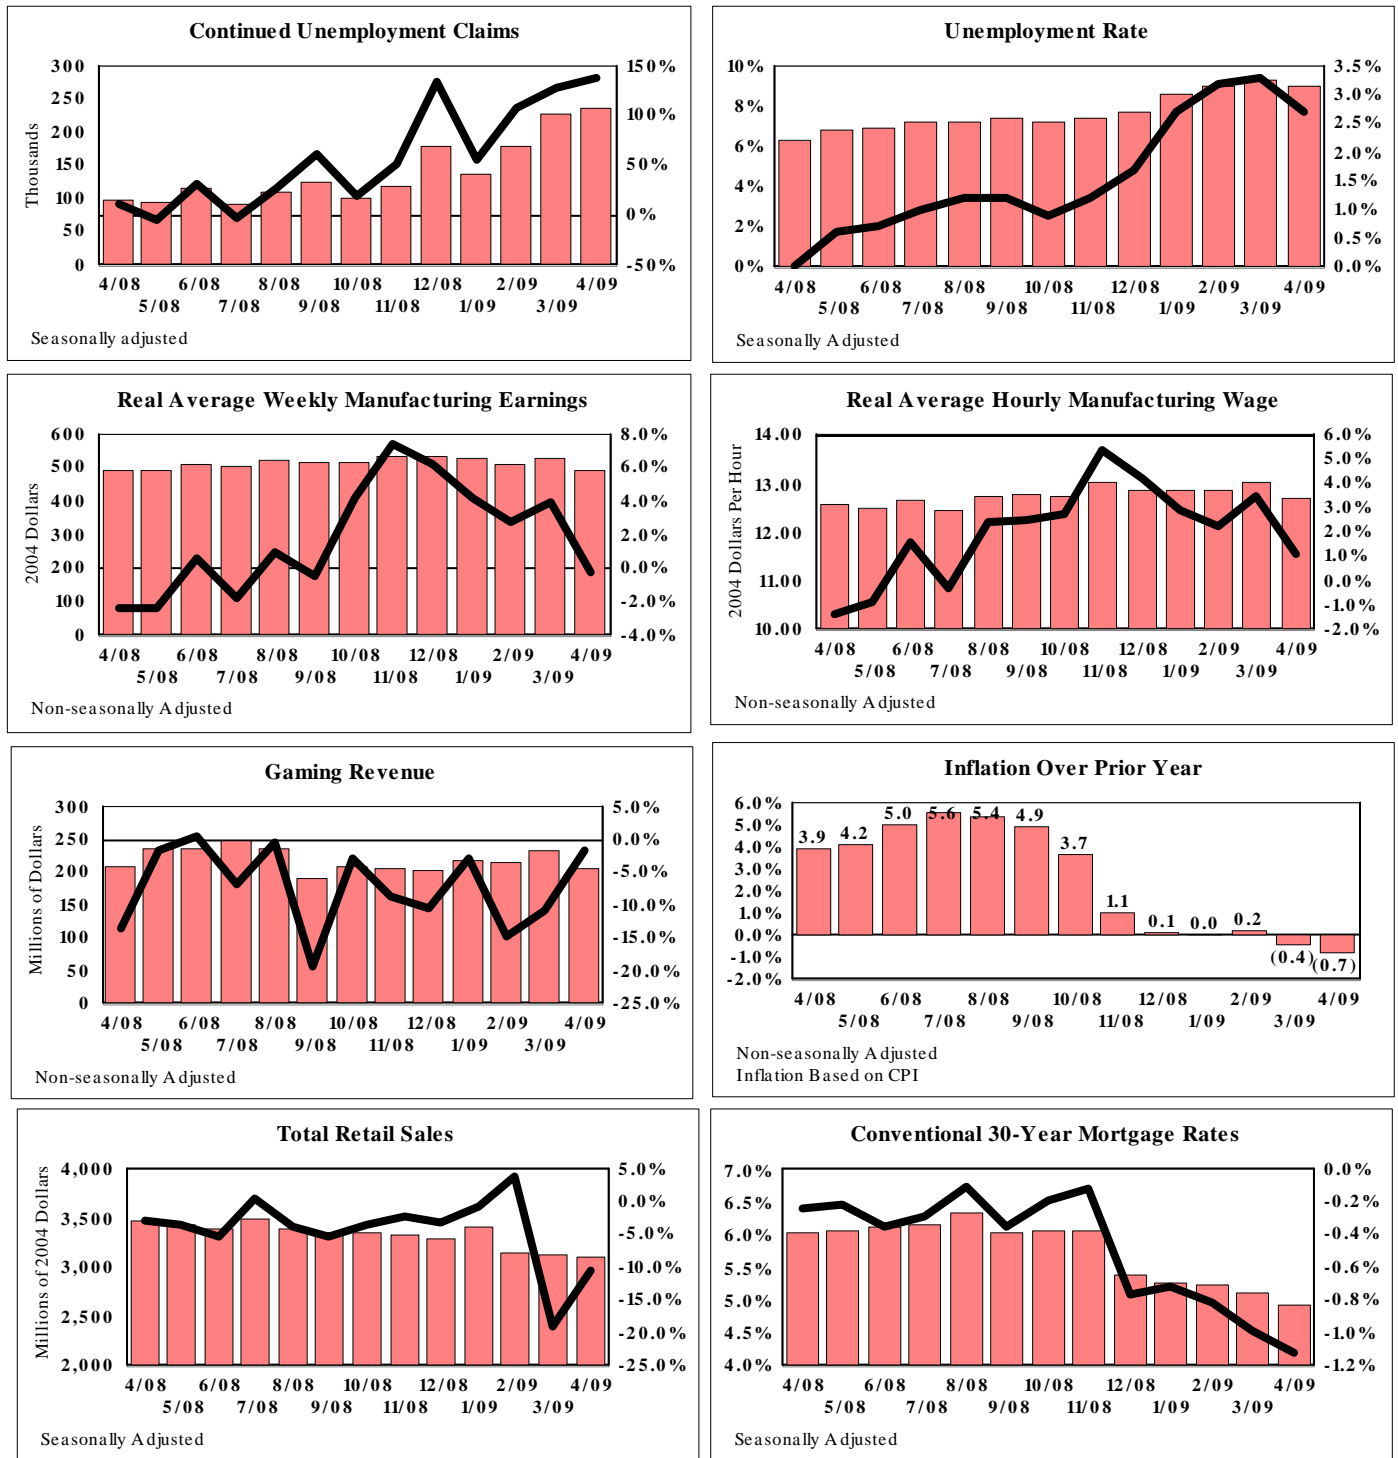 Continued Unemployment Claims
300
250
200
150
100
50
0
Thousands
150%
100%
50%
0%
-50%
4/08 6/08 8/08 10/08 12/08 2/09 4/09
5/08 7/08 9/08 11/08 1/09 3/09
Seasonally adjusted
Unemployment Rate
10%
8%
6%
4%
2%
0%
3.5%
3.0%
2.5%
2.0%
1.5%
1.0%
0.5%
0.0%
4/08 6/08 8/08 10/08 12/08 2/09 4/09
5/08 7/08 9/08 11/08 1/09 3/09
Seasonally Adjusted
Real Average Weekly Manufacturing Earnings
600
500
400
300
200
100
0
2004 Dollars
8.0%
6.0%
4.0%
2.0%
0.0%
-2.0%
-4.0%
4/08 6/08 8/08 10/08 12/08 2/09 4/09
5/08 7/08 9/08 11/08 1/09 3/09
Non-seasonally Adjusted
Real Average Hourly Manufacturing Wage
14.00
13.00
12.00
11.00
10.00
2004 Dollars Per Hour
6.0%
5.0%
4.0%
3.0%
2.0%
1.0%
0.0%
-1.0%
-2.0%
4/08 6/08 8/08 10/08 12/08 2/09 4/09
5/08 7/08 9/08 11/08 1/09 3/09
Non-seasonally Adjusted
Gaming Revenue
300
250
200
150
100
50
0
Millions of Dollars
5.0%
0.0%
-5.0%
-10.0%
-15.0%
-20.0%
-25.0%
4/08 6/08 8/08 10/08 12/08 2/09 4/09
5/08 7/08 9/08 11/08 1/09 3/09
Non-seasonally Adjusted
Inflation Over Prior Year
6.0%
5.0%
4.0%
3.0%
2.0%
1.0%
0.0%
-1.0%
-2.0%
3.9 4.2 5.0 5.6 5.4 4.9 3.7 1.1 0.1 0.0 0.2 (0.4) (0.7)
4/08 6/08 8/08 10/08 12/08 2/09 4/09
5/08 7/08 9/08 11/08 1/09 3/09
Non-seasonally Adjusted
Inflation Based on CPI
Total Retail Sales
4,000
3,500
3,000
2,500
2,000
Millions of 2004 Dollars
5.0%
0.0%
-5.0%
-10.0%
-15.0%
-20.0%
-25.0%
4/08 6/08 8/08 10/08 12/08 2/09 4/09
5/08 7/08 9/08 11/08 1/09 3/09
Seasonally Adjusted
Conventional 30-Year Mortgage Rates
7.0%
6.5%
6.0%
5.5%
5.0%
4.5%
4.0%
0.0%
-0.2%
-0.4%
-0.6%
-0.8%
-1.0%
-1.2%
4/08 6/08 8/08 10/08 12/08 2/09 4/09
5/08 7/08 9/08 11/08 1/09 3/09
Seasonally Adjusted